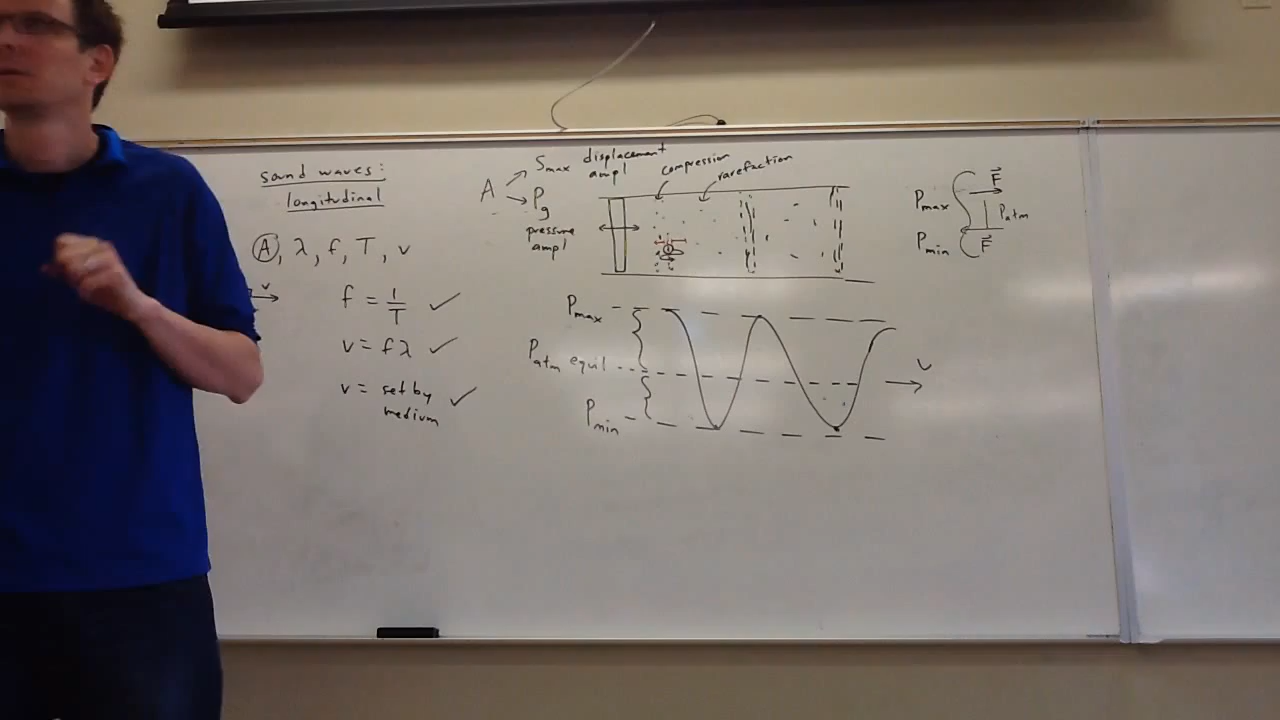 sound waves:
longitudinal
A, λ, f, T, v
v
f = 1/T ✓
v = fλ ✓
v = set by
medium ✓
A
Smax displacement
ampl
Pg
pressure
ampl
compression
rarefaction
Pmax
Patm equil
Pmin
v
Pmax
F
Patm
Pmin
F